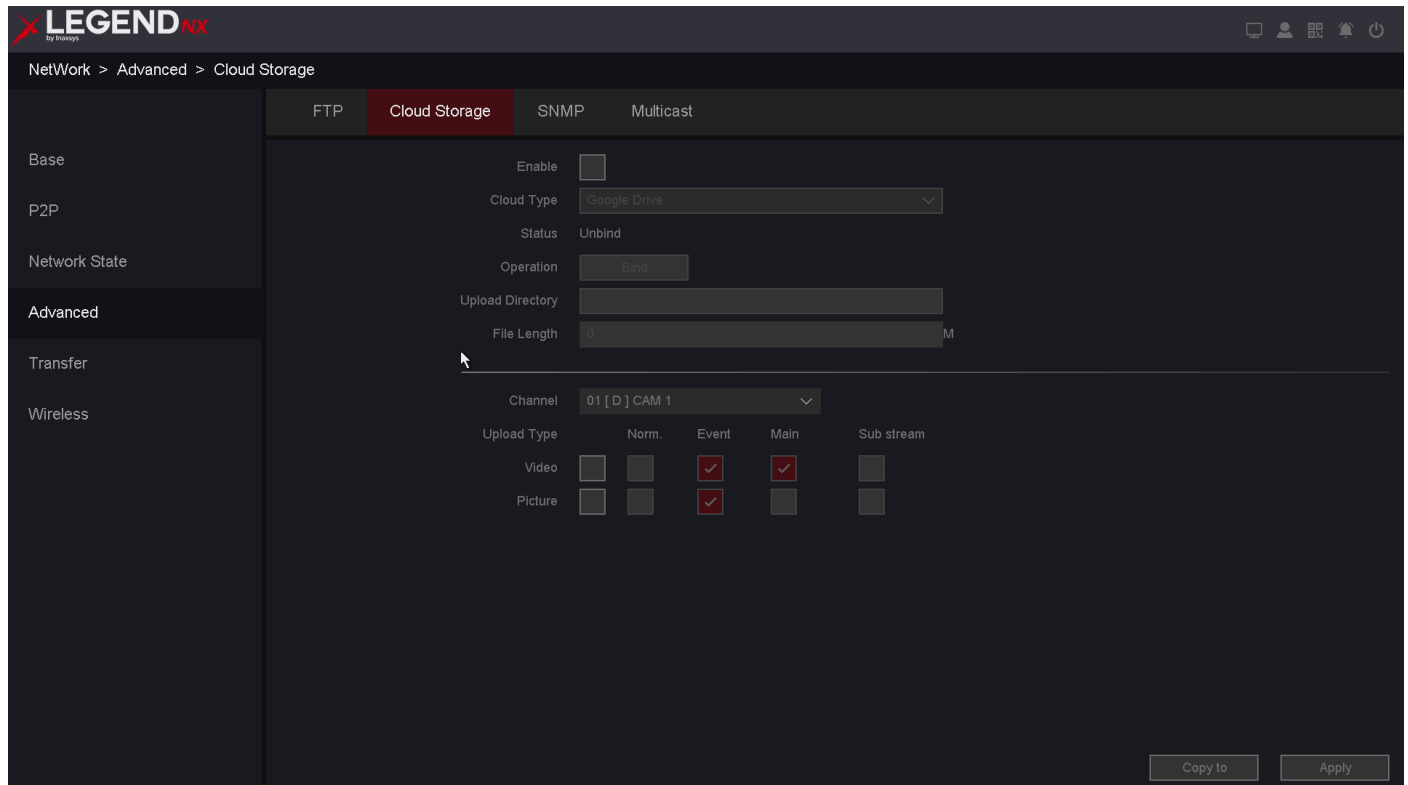 LEGEND NX
by Inaxsys
NetWork > Advanced > Cloud Storage
FTP Cloud Storage SNMP Multicast
Base
P2P
Network State
Advanced
Transfer
Wireless
Enable
Cloud Type Google Drive
Status Unbind
Operation Bind
Upload Directory
File Length 0 M
Channel 01 [ D ] CAM 1
Upload Type Norm. Event Main Sub stream
Video
Picture
Copy to Apply